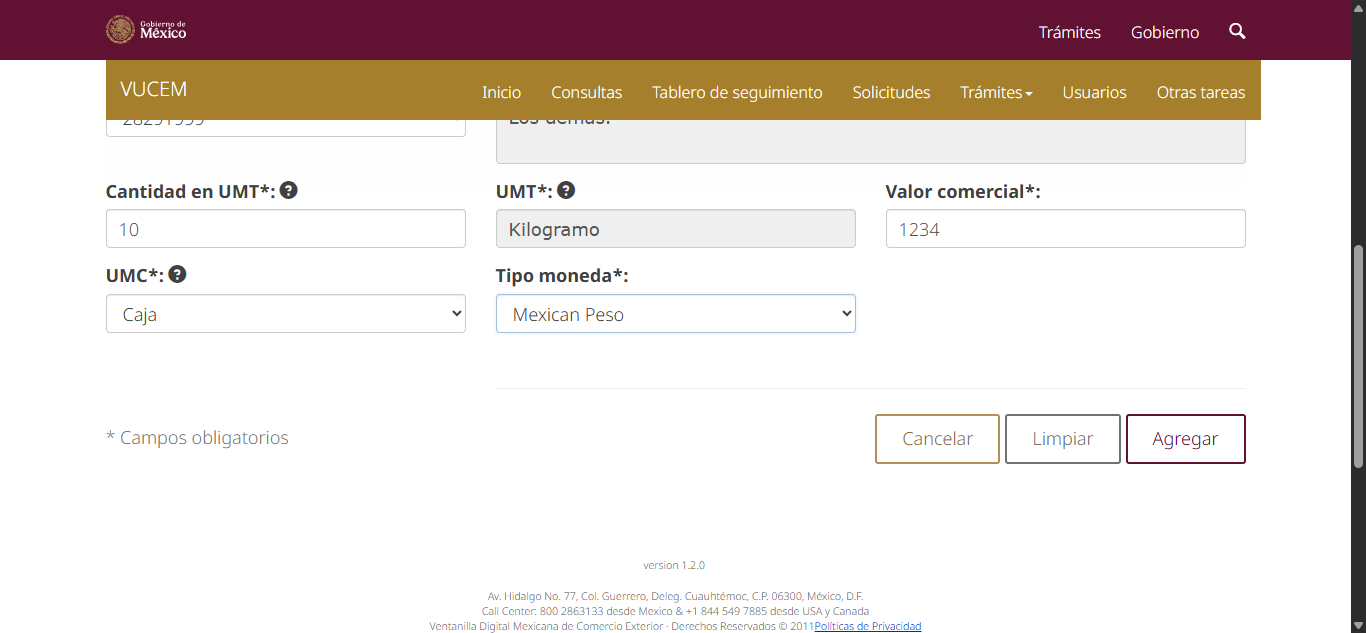 Gobierno de
México
Trámites Gobierno
VUCEM Inicio Consultas Tablero de seguimiento Solicitudes Trámites Usuarios Otras tareas
28291999 Los demás.
Cantidad en UMT*: UMT*: Valor comercial*:
10 Kilogramo 1234
UMC*: Tipo moneda*:
Caja Mexican Peso
* Campos obligatorios Cancelar Limpiar Agregar
version 1.2.0
Av. Hidalgo No. 77, Col. Guerrero, Deleg. Cuauhtémoc, C.P. 06300, México, D.F.
Call Center: 800 2863133 desde Mexico & +1 844 549 7885 desde USA y Canada
Ventanilla Digital Mexicana de Comercio Exterior · Derechos Reservados © 2011Políticas de Privacidad